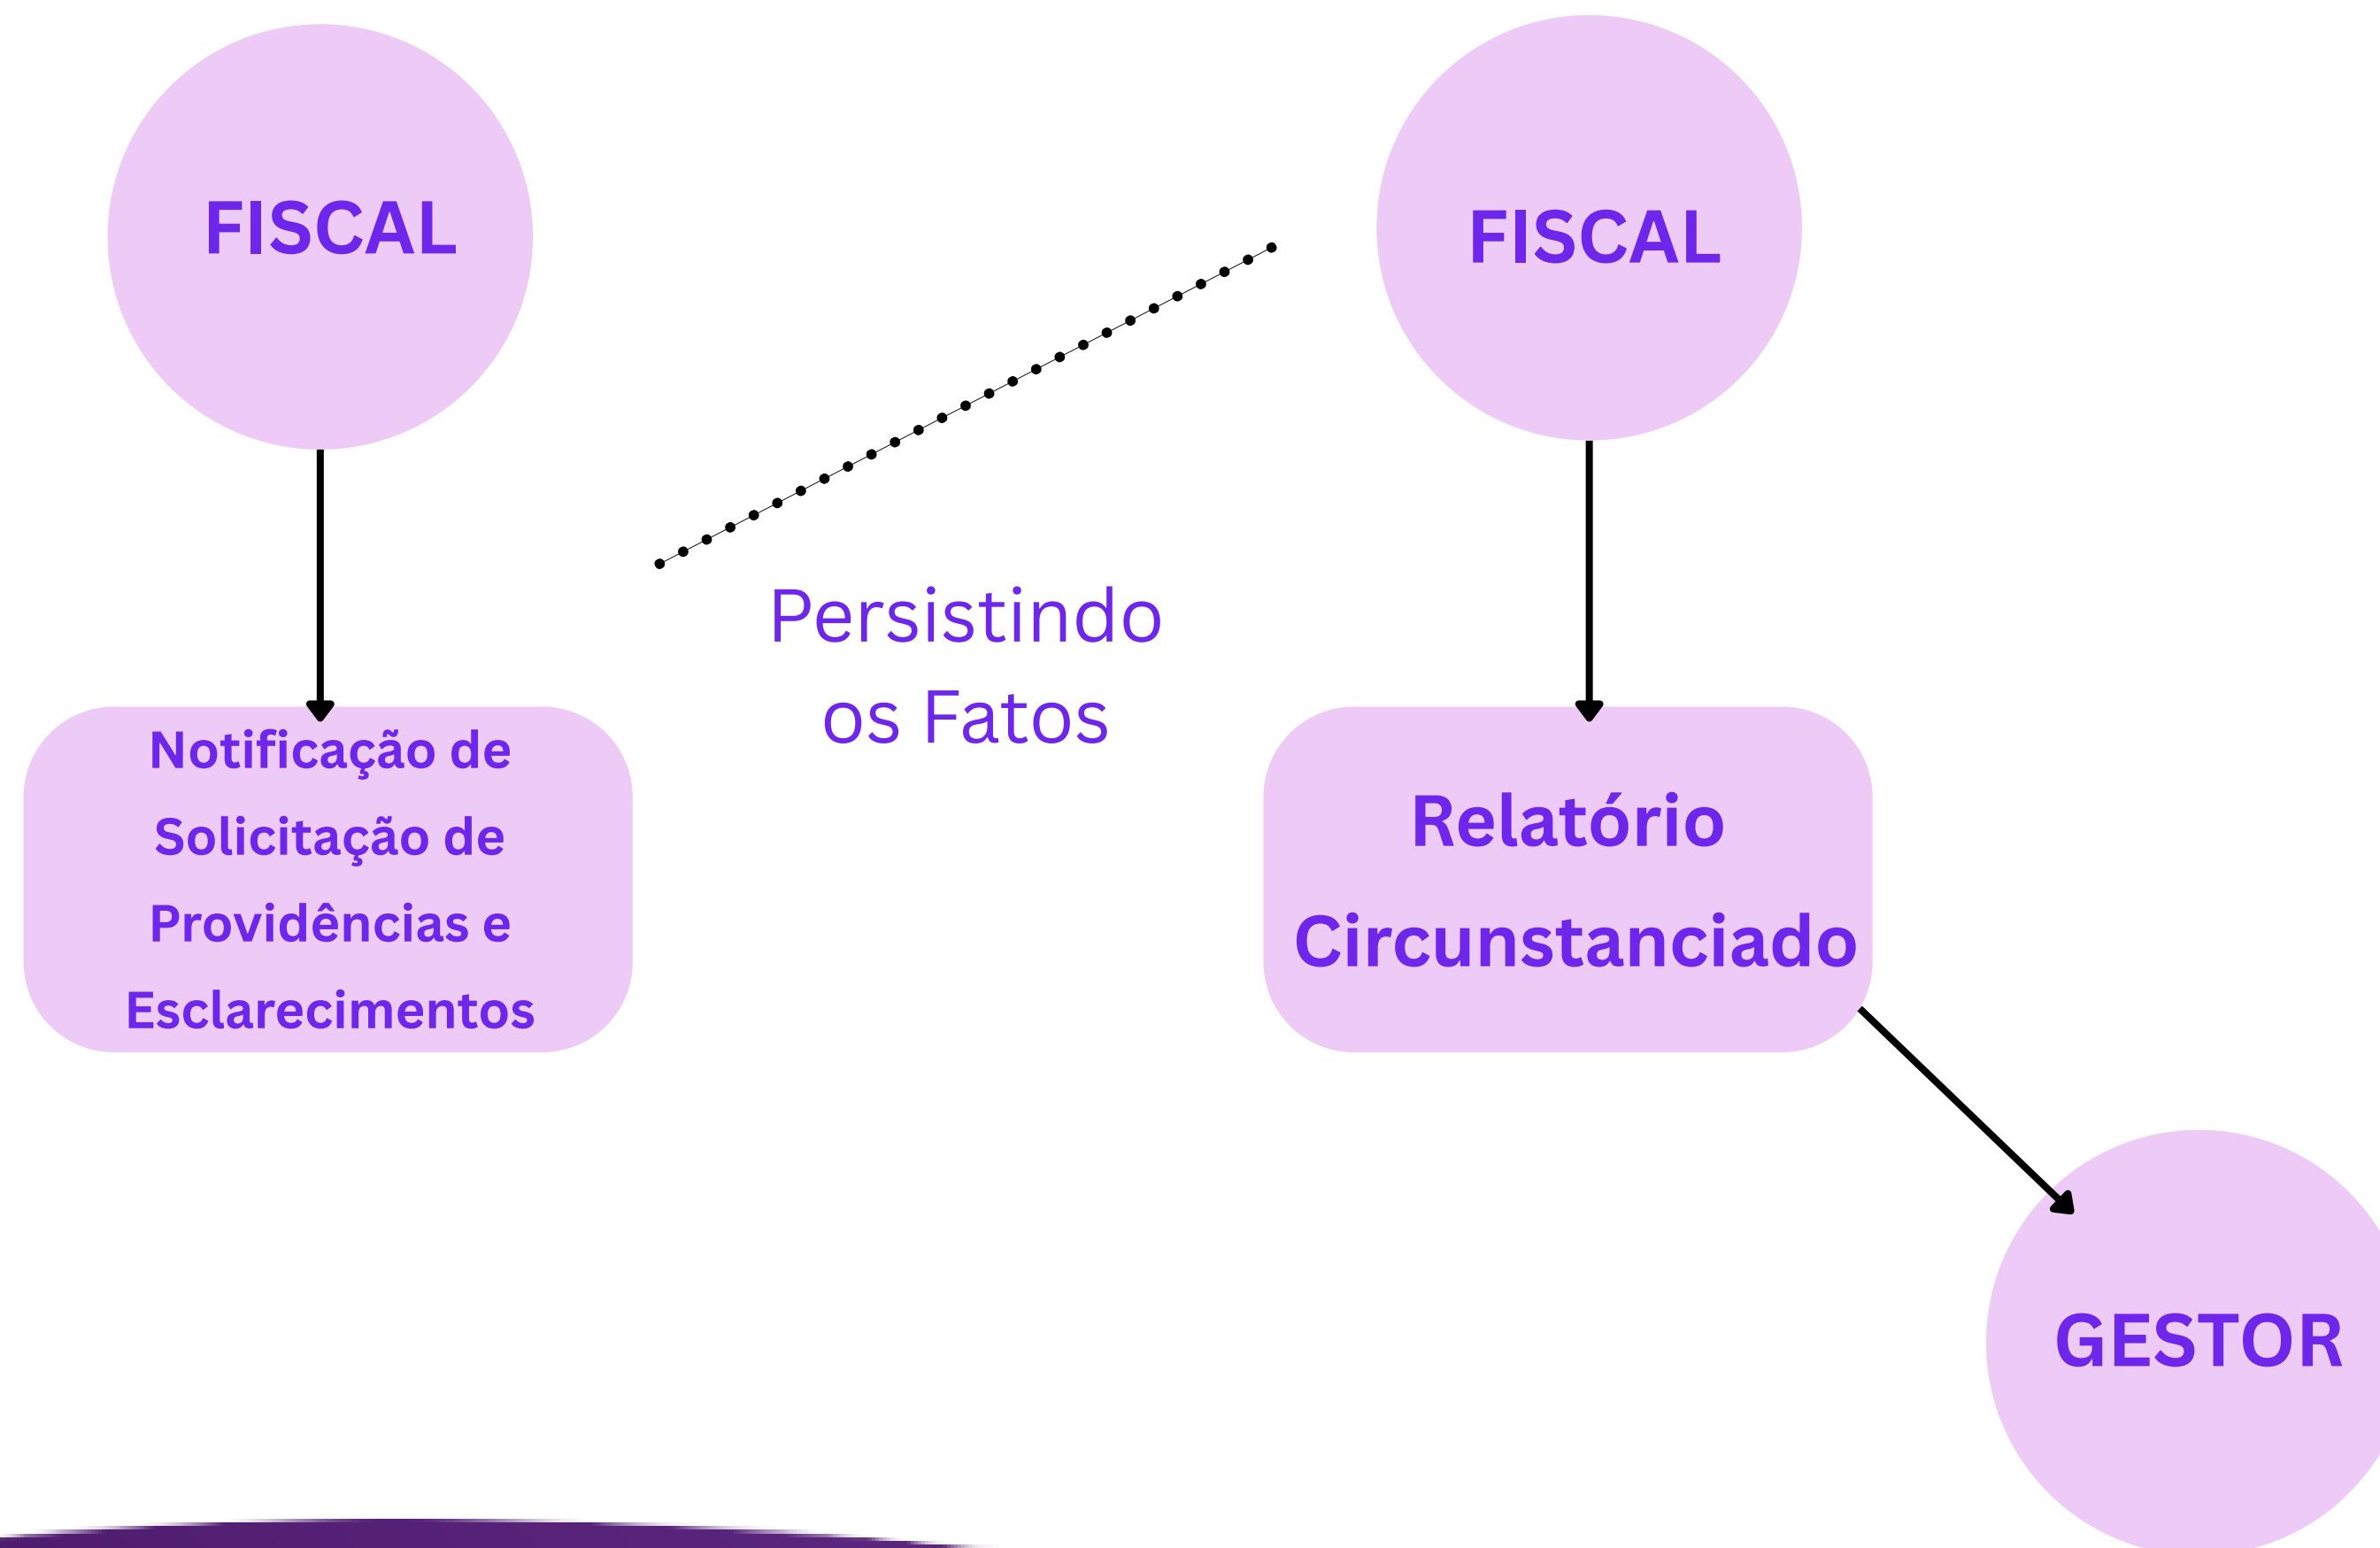 FISCAL
Notificação de
Solicitação de
Providências e
Esclarecimentos
Persistindo
os Fatos
FISCAL
Relatório
Circunstanciado
GESTOR